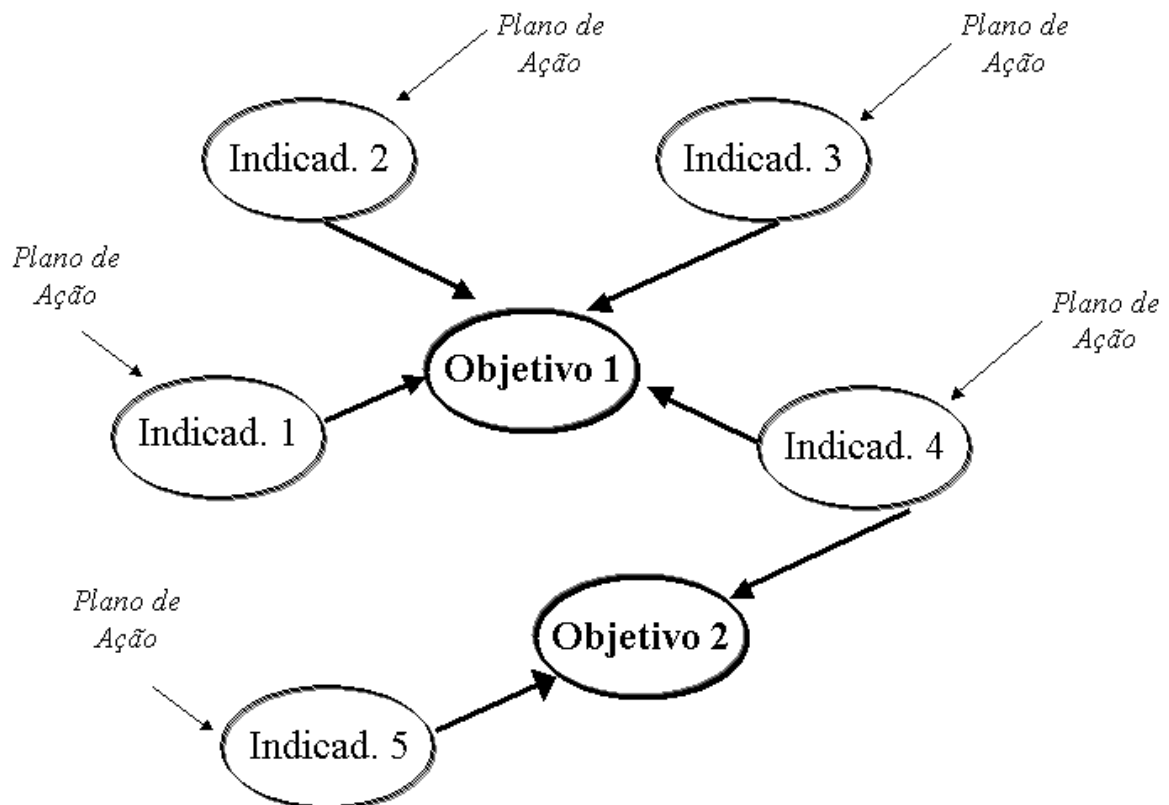 Plano de
Ação
Plano de
Ação
Indicad. 2
Indicad. 3
Plano de
Ação
Plano de
Ação
Objetivo 1
Indicad. 1
Indicad. 4
Plano de
Ação
Objetivo 2
Indicad. 5